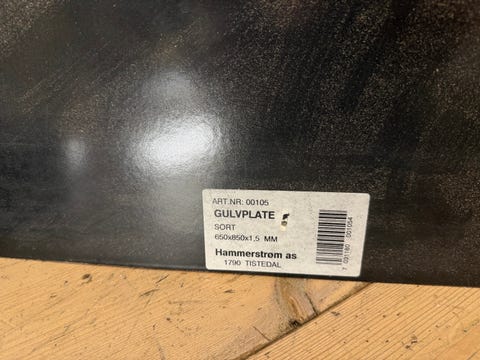 ART.NR: 00105
GULVPLATE
SORT
650x850x1,5 MM
Hammerstrøm as
1790 TISTEDAL